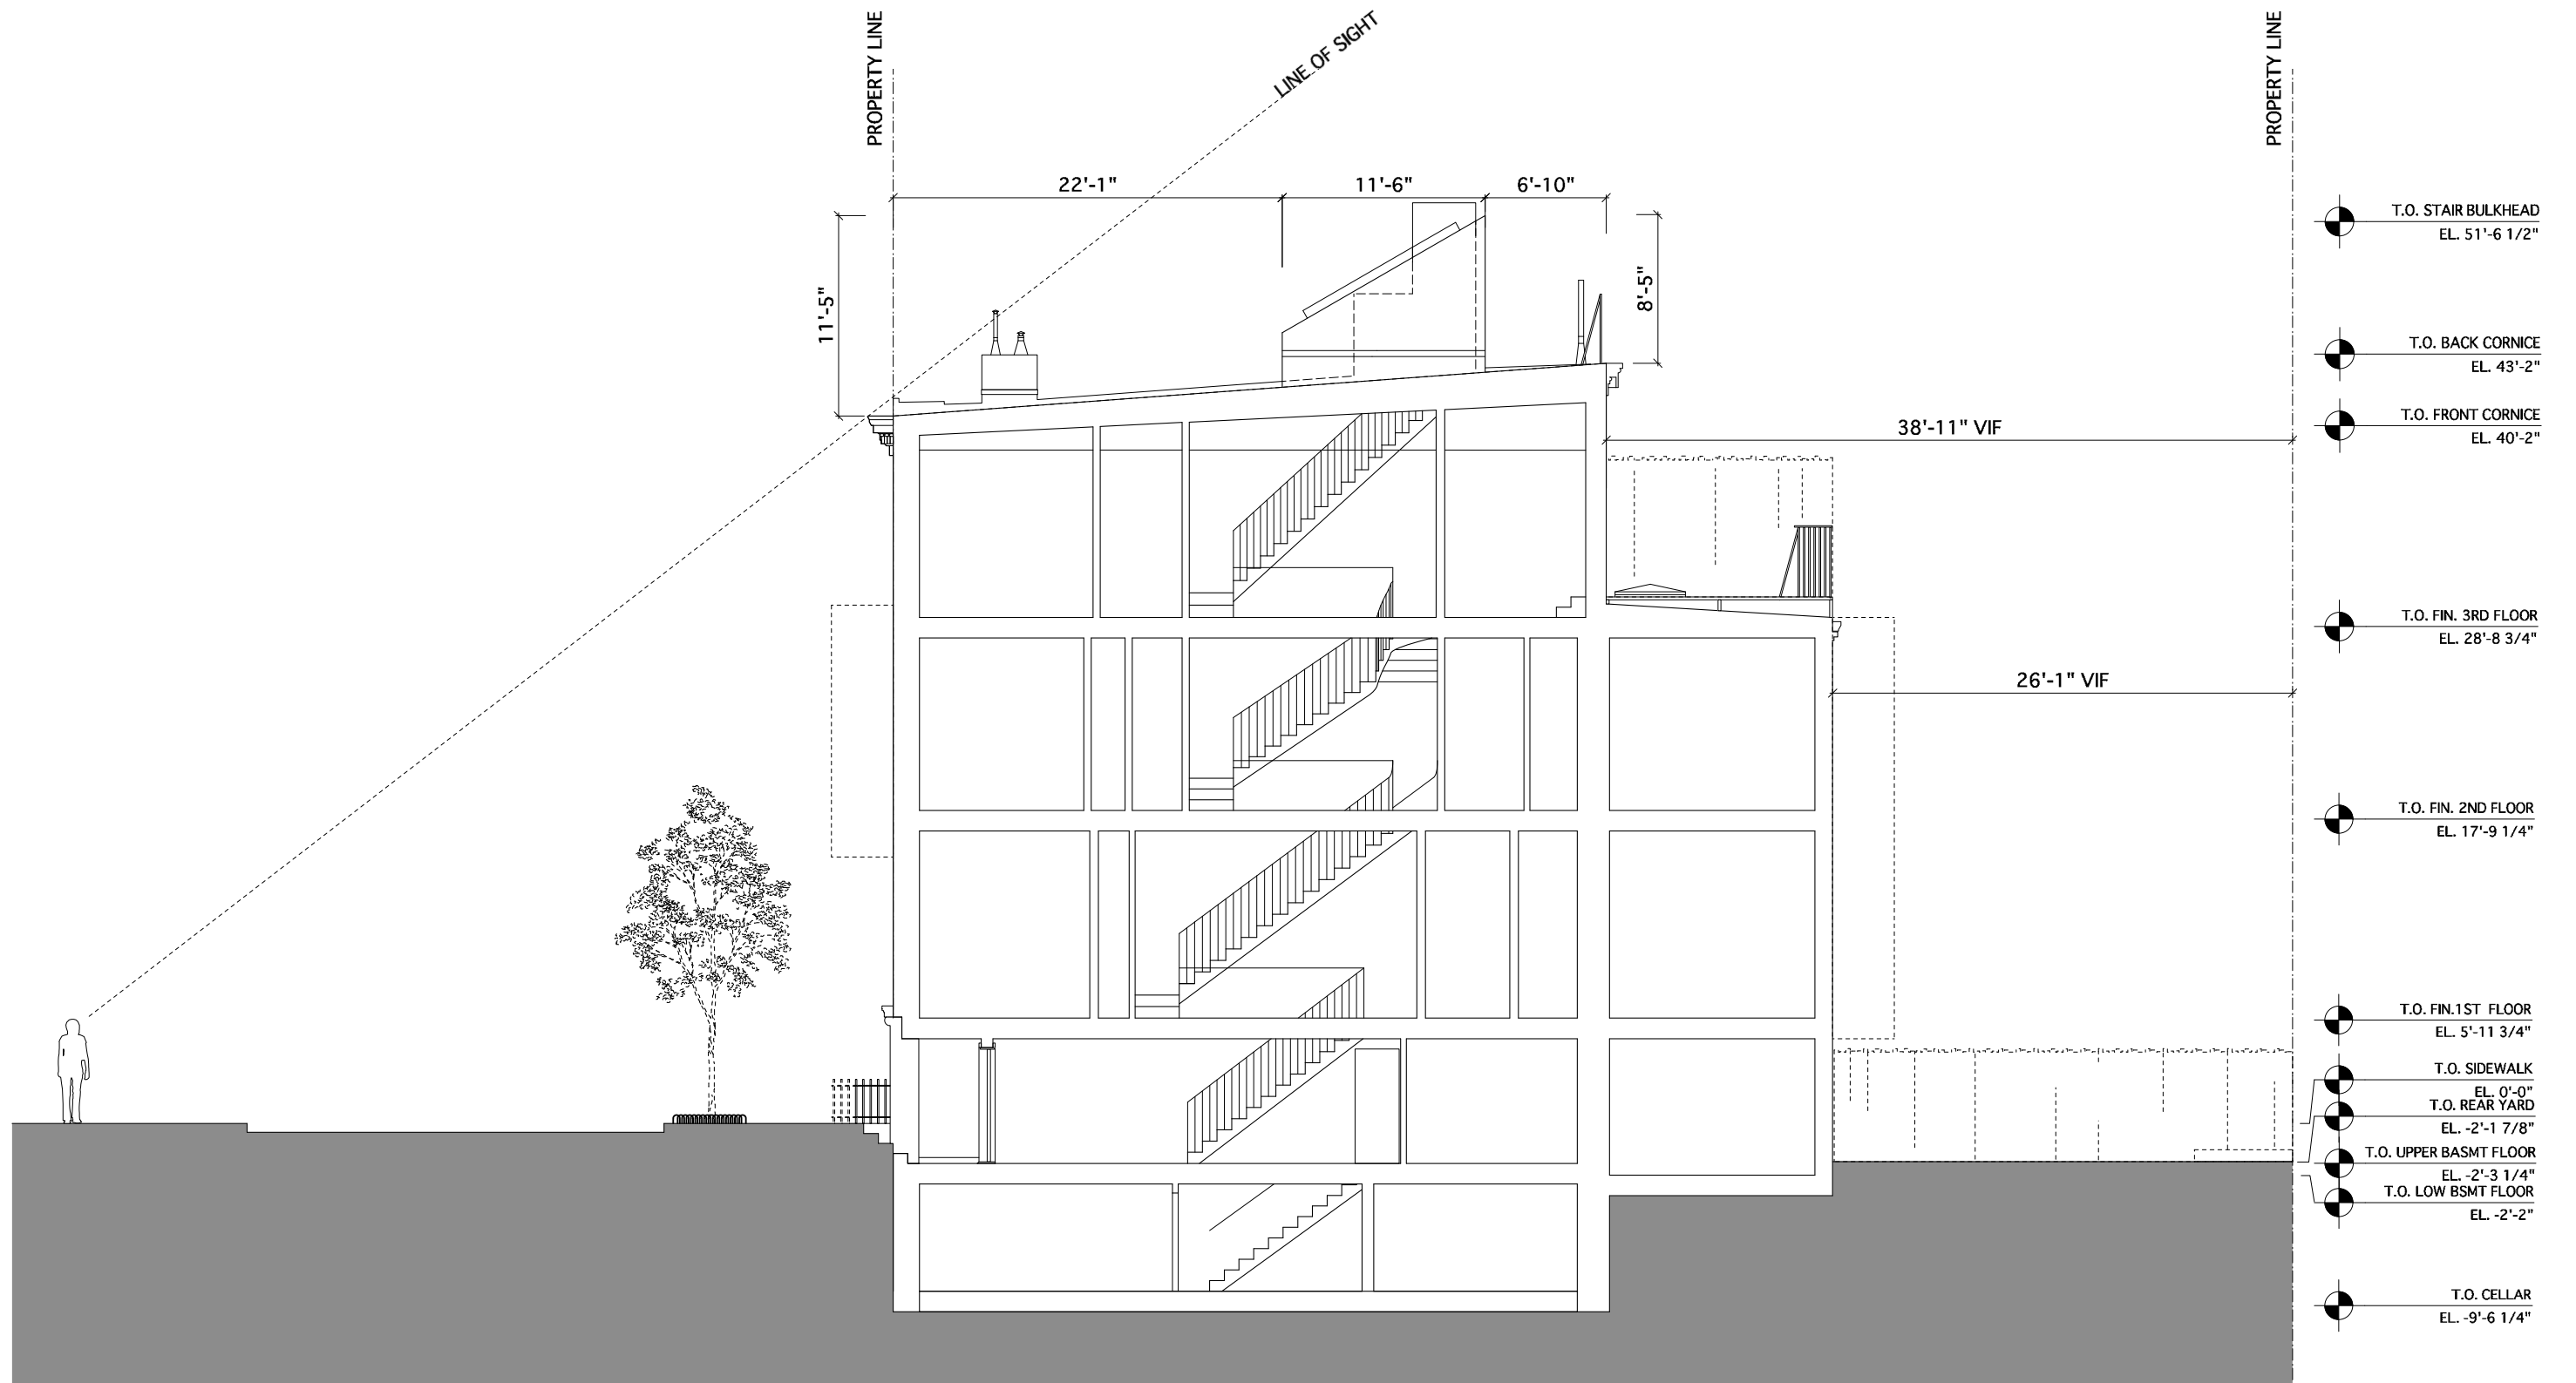 PROPERTY LINE
LINE OF SIGHT
PROPERTY LINE
22'-1"
11'-6"
6'-10"
11'-5"
8'-5"
38'-11" VIF
26'-1" VIF
T.O. STAIR BULKHEAD
EL. 51'-6 1/2"
T.O. BACK CORNICE
EL. 43'-2"
T.O. FRONT CORNICE
EL. 40'-2"
T.O. FIN. 3RD FLOOR
EL. 28'-8 3/4"
T.O. FIN. 2ND FLOOR
EL. 17'-9 1/4"
T.O. FIN.1ST FLOOR
EL. 5'-11 3/4"
T.O. SIDEWALK
EL. 0'-0"
T.O. REAR YARD
EL. -2'-1 7/8"
T.O. UPPER BASMT FLOOR
EL. -2'-3 1/4"
T.O. LOW BSMT FLOOR
EL. -2'-2"
T.O. CELLAR
EL. -9'-6 1/4"